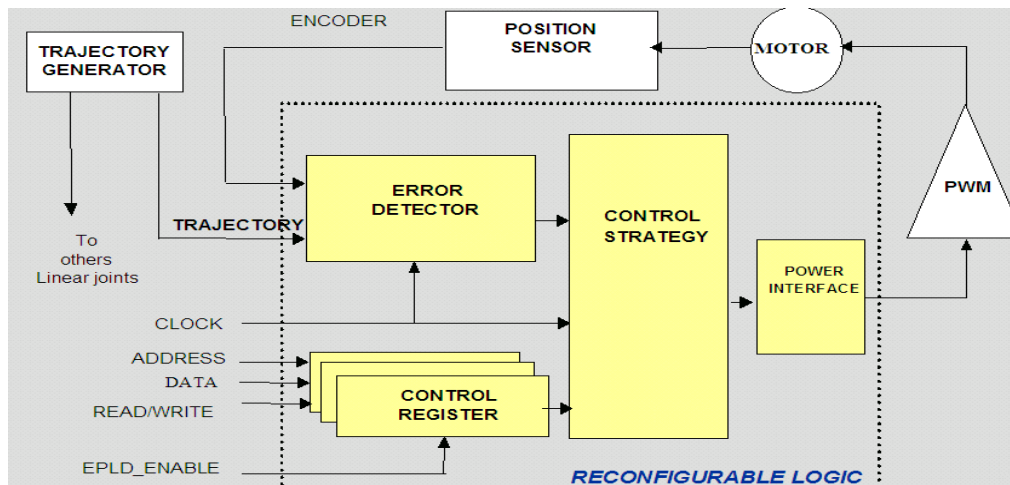 ENCODER
TRAJECTORY
GENERATOR
POSITION
SENSOR
MOTOR
PWM
ERROR
DETECTOR
TRAJECTORY
CONTROL
STRATEGY
To
others
Linear joints
POWER
INTERFACE
CLOCK
ADDRESS
DATA
READ/WRITE
CONTROL
REGISTER
EPLD_ENABLE
RECONFIGURABLE LOGIC